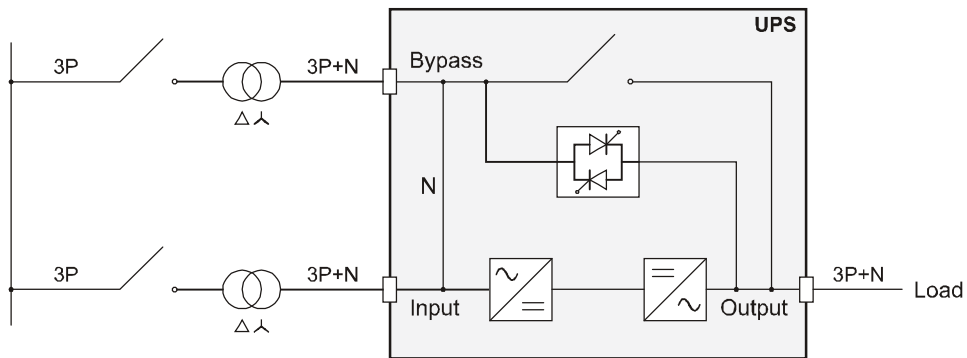 UPS
3P
3P+N
Bypass
N
3P
3P+N
Input
Output
3P+N
Load